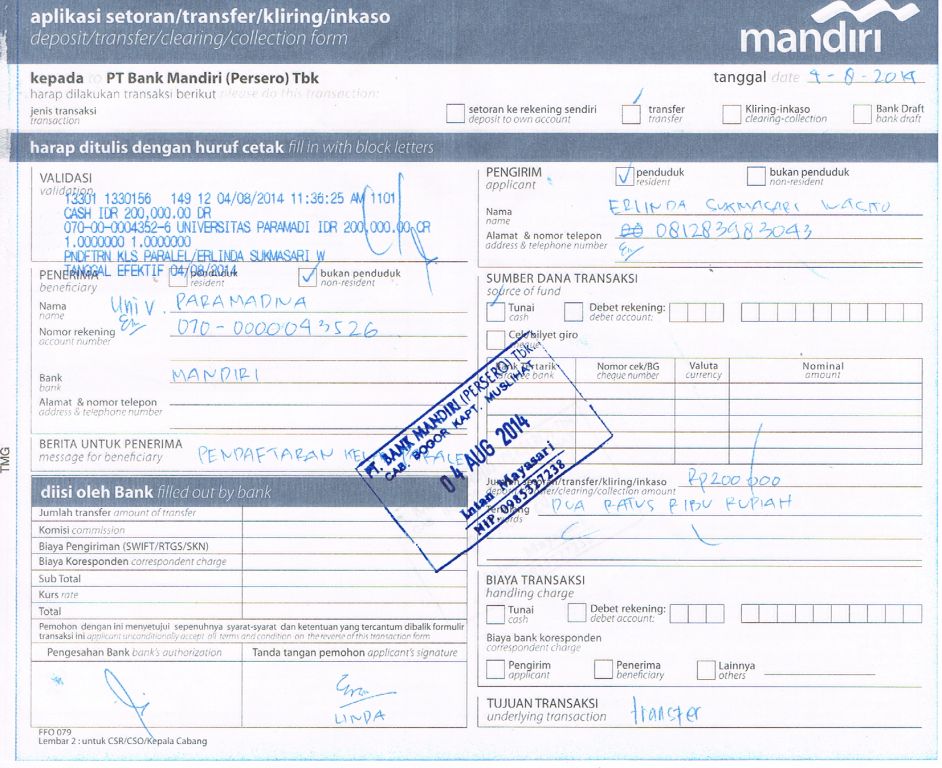 aplikasi setoran/transfer/kliring/inkaso
deposit/transfer/clearing/collection form
mandiri
kepada to PT Bank Mandiri (Persero) Tbk
harap dilakukan transaksi berikut please do this transaction:
tanggal date 4-8-2014
jenis transaksi
transaction
setoran ke rekening sendiri
deposit to own account
transfer
transfer
Kliring-inkaso
clearing-collection
Bank Draft
bank draft
harap ditulis dengan huruf cetak fill in with block letters
VALIDASI
validation
13301 1330156 149 12 04/08/2014 11:36:25 AM 1101
CASH IDR 200,000.00 DR
070-00-0004352-6 UNIVERSITAS PARAMADI IDR 200,000.00 CR
1.0000000 1.0000000
PNDFTRN KLS PARALEL/ERLINDA SUKMASARI W
TANGGAL EFEKTIF 04/08/2014
PENERIMA
beneficiary
penduduk
resident
bukan penduduk
non-resident
Nama
name
Univ. PARAMADINA
Nomor rekening
account number
070-0000043526
Bank
bank
MANDIRI
Alamat & nomor telepon
address & telephone number
BERITA UNTUK PENERIMA
message for beneficiary
PENDAFTARAN
diisi oleh Bank filled out by bank
Jumlah transfer amount of transfer
Komisi commission
Biaya Pengiriman (SWIFT/RTGS/SKN)
Biaya Koresponden correspondent charge
Sub Total
Kurs rate
Total
Pemohon dengan ini menyetujui sepenuhnya syarat-syarat dan ketentuan yang tercantum dibalik formulir
transaksi ini applicant unconditionally accept all terms and condition on the reverse of this transaction form
Pengesahan Bank bank's authorization
Tanda tangan pemohon applicant's signature
LINDA
FFO 079
Lembar 2 : untuk CSR/CSO/Kepala Cabang
TMG
PENGIRIM
applicant
penduduk
resident
bukan penduduk
non-resident
Nama
name
ERLINDA SUKMASARI WASITO
Alamat & nomor telepon
address & telephone number
081283983043
SUMBER DANA TRANSAKSI
source of fund
Tunai
cash
Debet rekening:
debet account:
Cek/bilyet giro
Nomor cek/BG
cheque number
Valuta
currency
Nominal
amount
PT. BANK MANDIRI (PERSERO) Tbk.
CAB. BOGOR KAPT. MUSLIHAT
04 AUG 2014
Intan Mayasari
NIP. 0985327238
setoran/transfer/kliring/inkaso
/clearing/collection amount
Rp200.000
DUA RATUS RIBU RUPIAH
BIAYA TRANSAKSI
handling charge
Tunai
cash
Debet rekening:
debet account:
Biaya bank koresponden
correspondent charge
Pengirim
applicant
Penerima
beneficiary
Lainnya
others
TUJUAN TRANSAKSI
underlying transaction
transfer